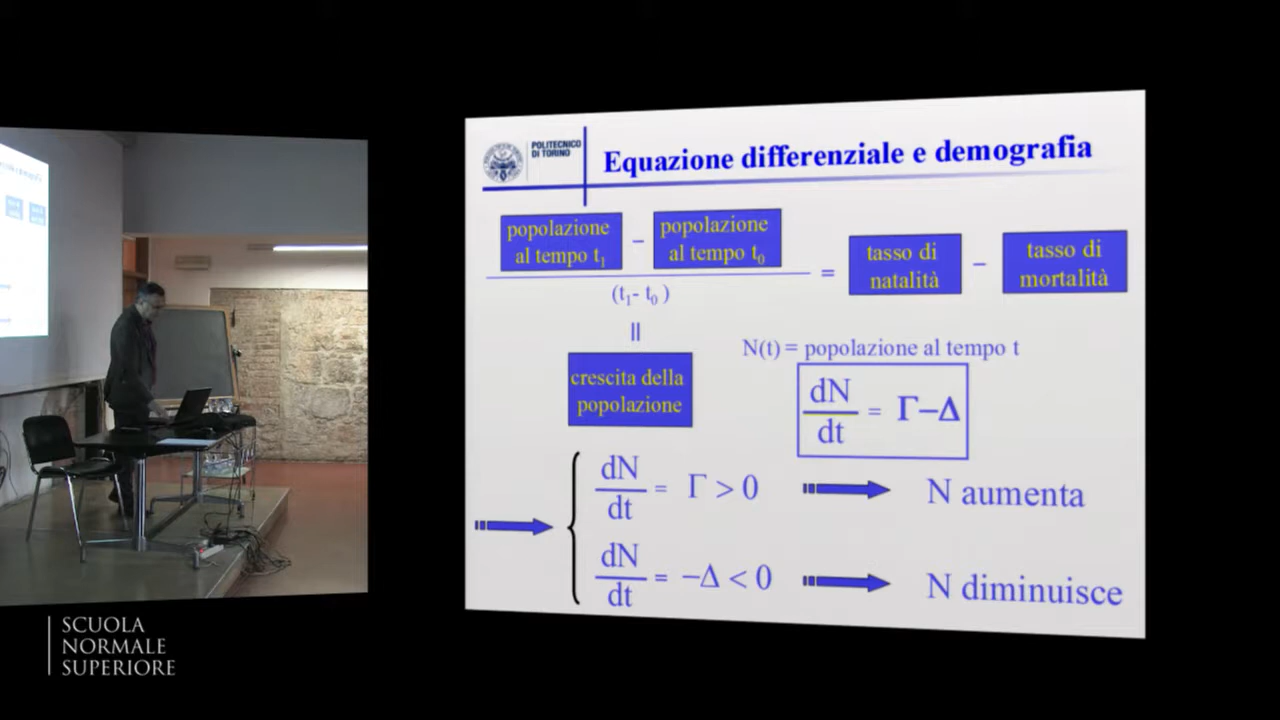 POLITECNICO
DI TORINO
Equazione differenziale e demografia
popolazione
al tempo t₁
–
popolazione
al tempo t₀
(t₁- t₀ )
=
tasso di
natalità
–
tasso di
mortalità
=
crescita della
popolazione
N(t) = popolazione al tempo t
dN
dt
= Γ–Δ
dN
dt
= Γ > 0
N aumenta
dN
dt
= –Δ < 0
N diminuisce
SCUOLA
NORMALE
SUPERIORE